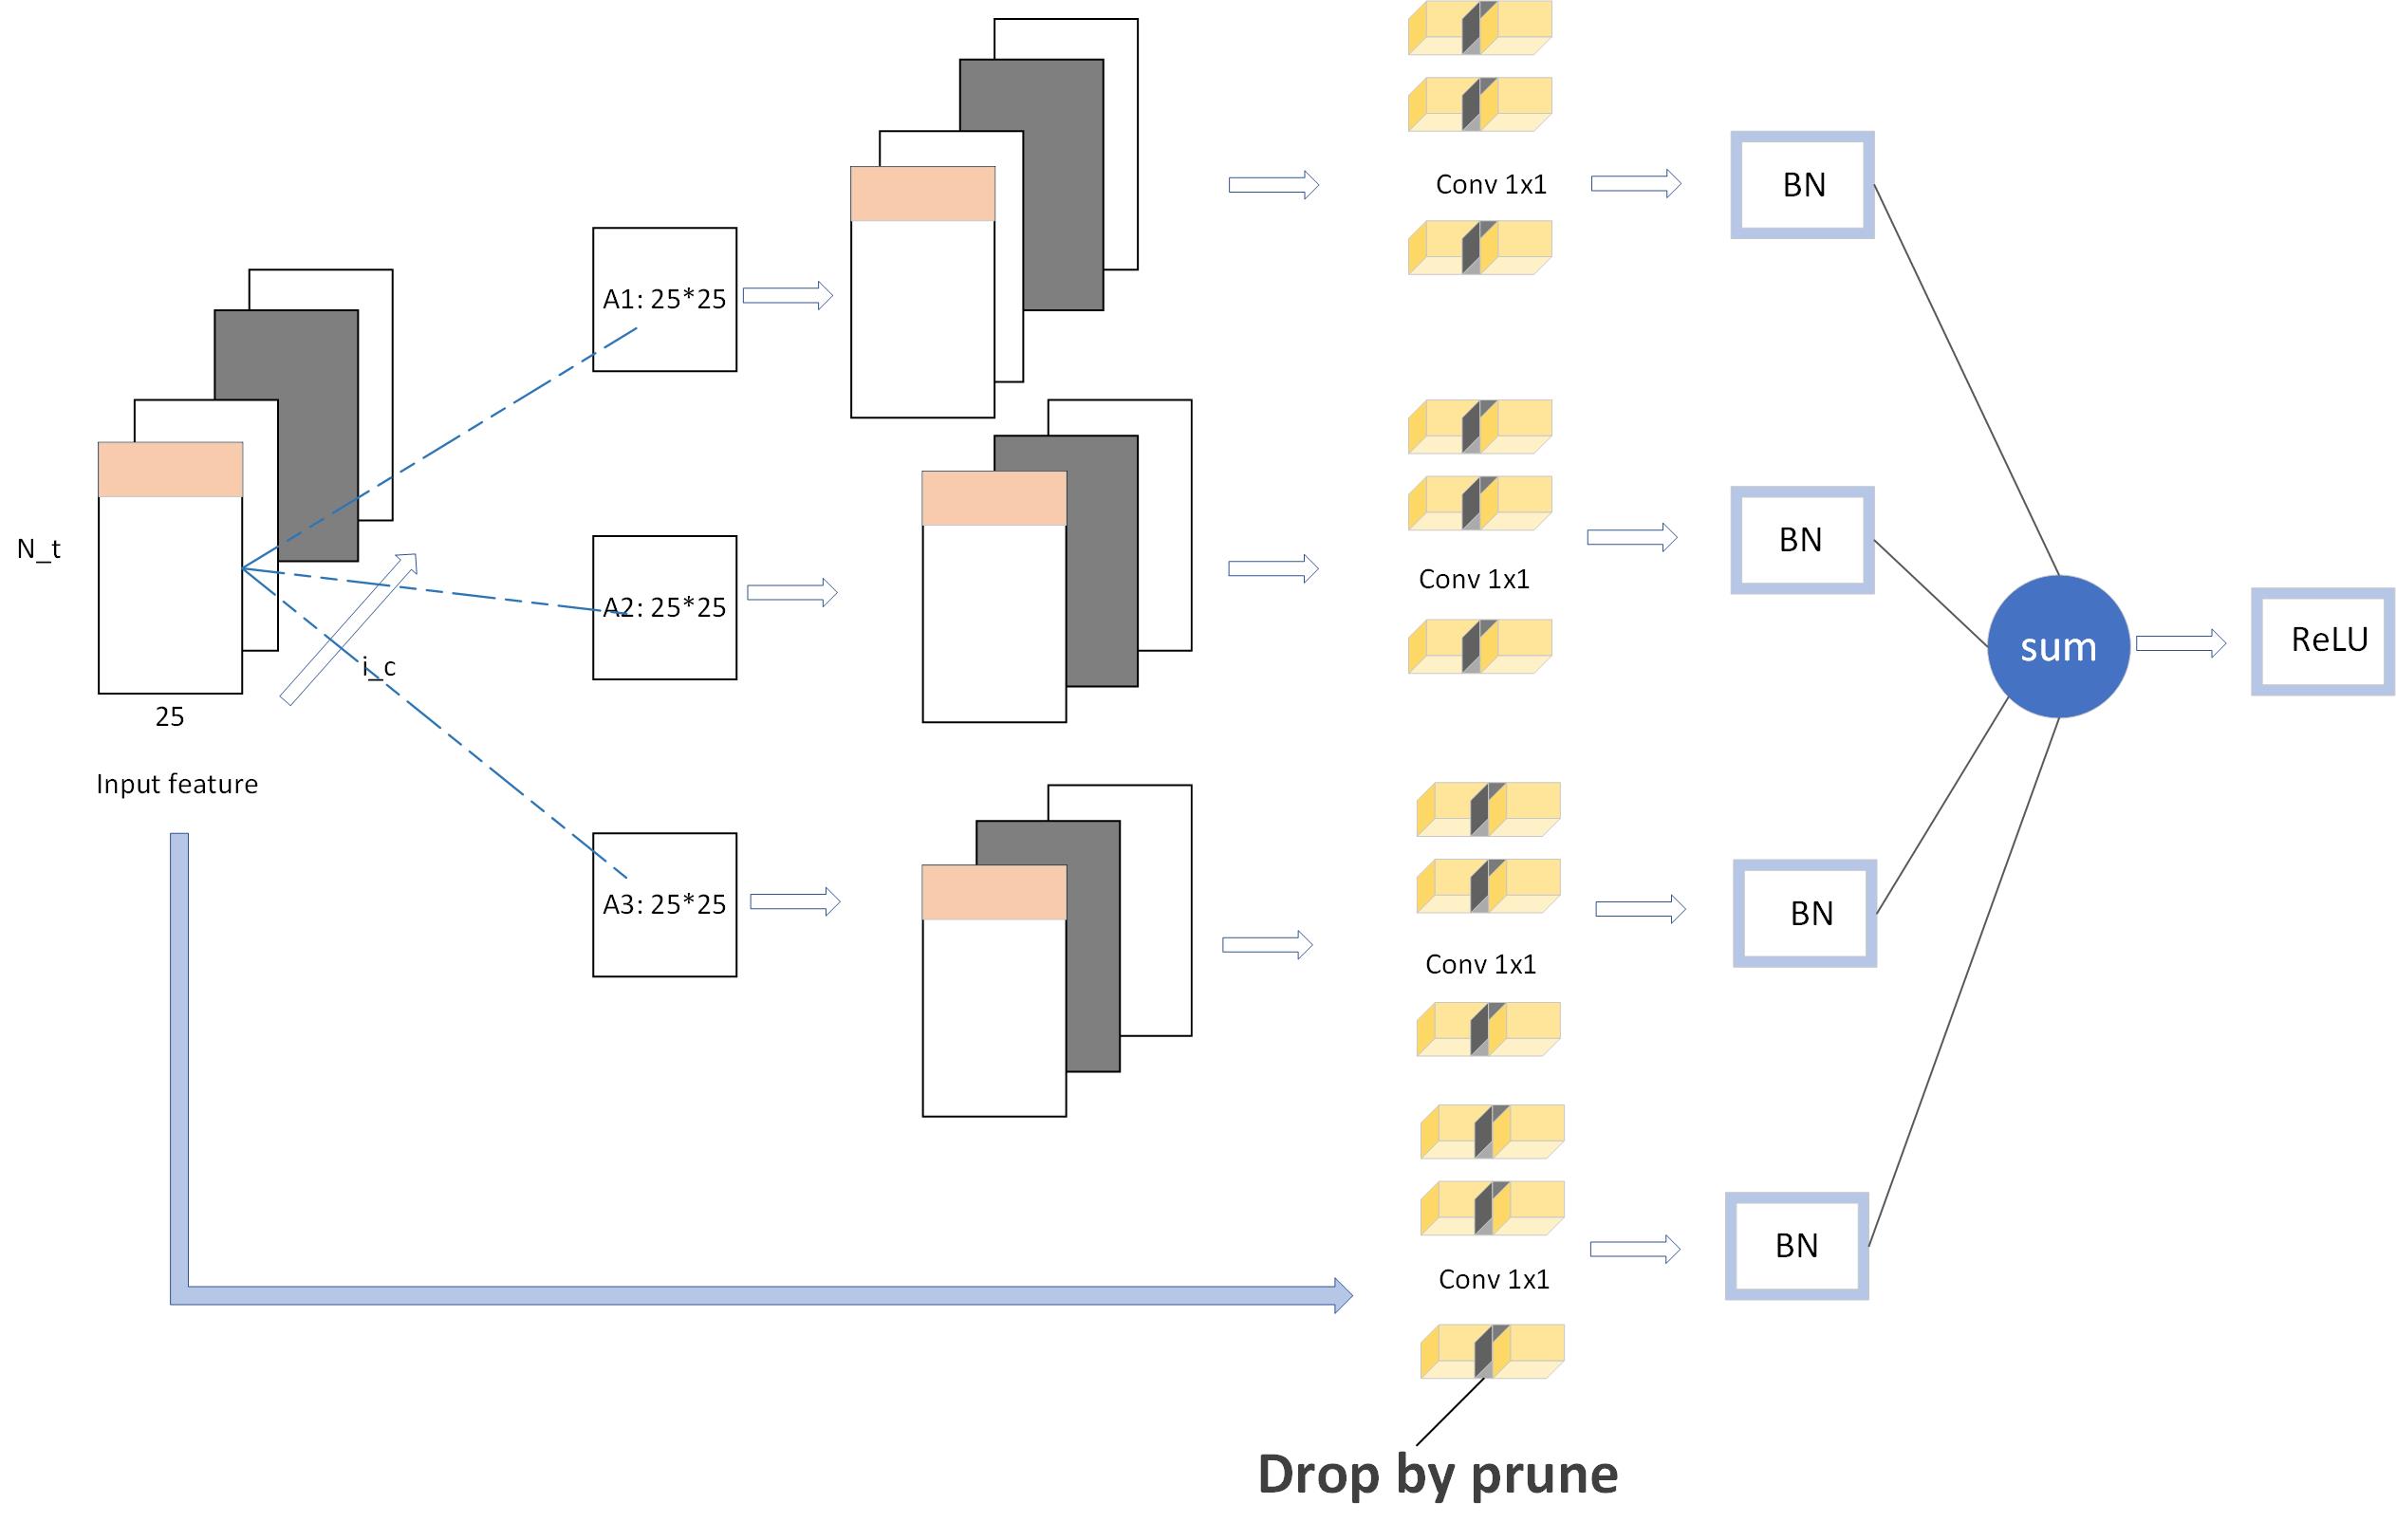 Conv 1x1
BN
A1: 25*25
N_t
A2: 25*25
i_c
25
Input feature
Conv 1x1
BN
sum
ReLU
A3: 25*25
Conv 1x1
BN
Conv 1x1
BN
Drop by prune